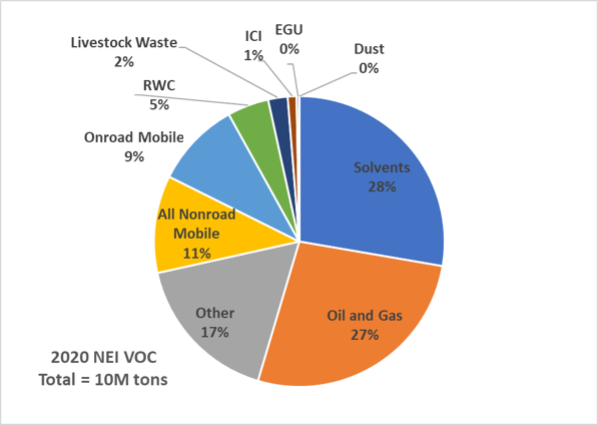 EGU
0%
ICI
1%
Dust
0%
Livestock Waste
2%
RWC
5%
Onroad Mobile
9%
Solvents
28%
All Nonroad
Mobile
11%
Other
17%
Oil and Gas
27%
2020 NEI VOC
Total = 10M tons